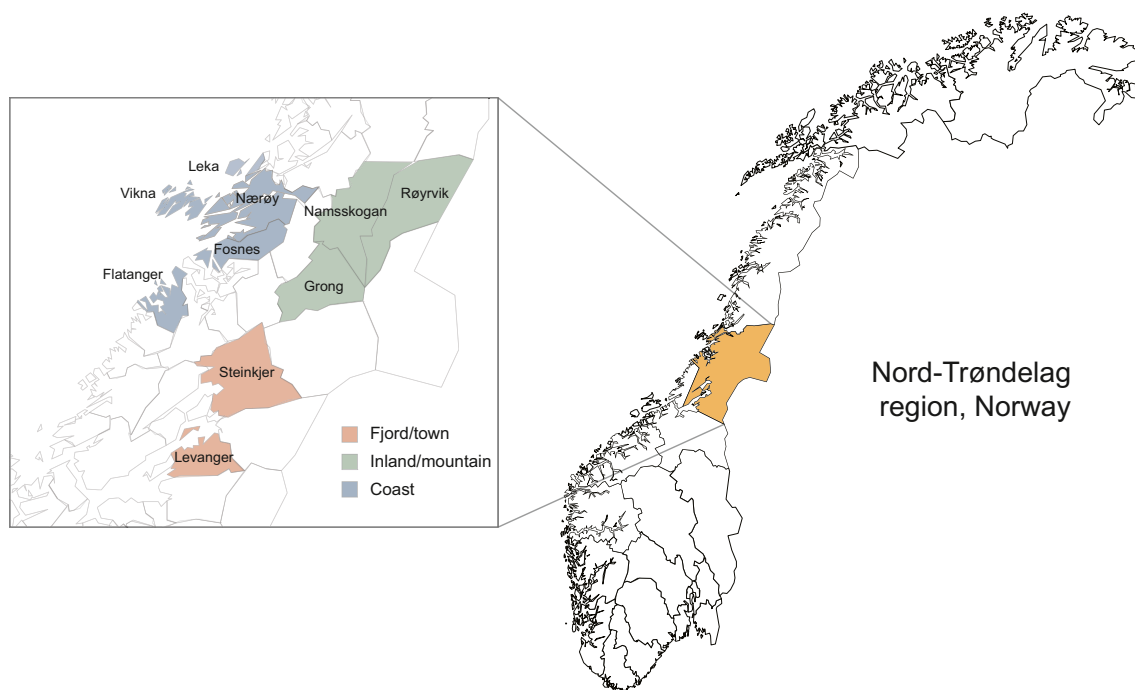 Leka
Vikna
Nærøy
Røyrvik
Namsskogan
Fosnes
Flatanger
Grong
Steinkjer
Levanger
Fjord/town
Inland/mountain
Coast
Nord-Trøndelag
region, Norway